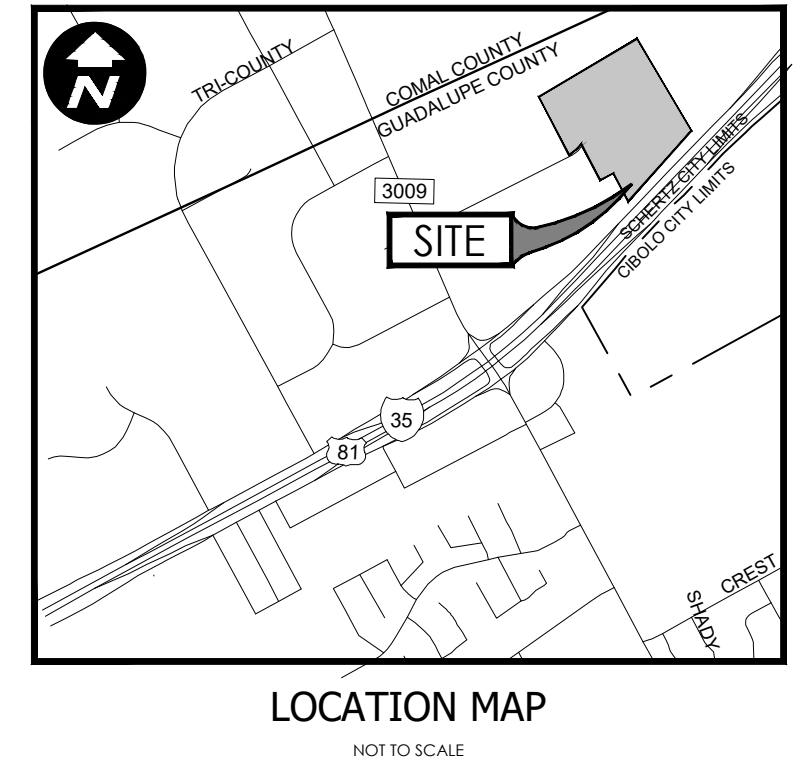 N
TRI-COUNTY
COMAL COUNTY
GUADALUPE COUNTY
3009
SITE
SCHERTZ CITY LIMITS
CIBOLO CITY LIMITS
35
81
CREST
SHADY
LOCATION MAP
NOT TO SCALE